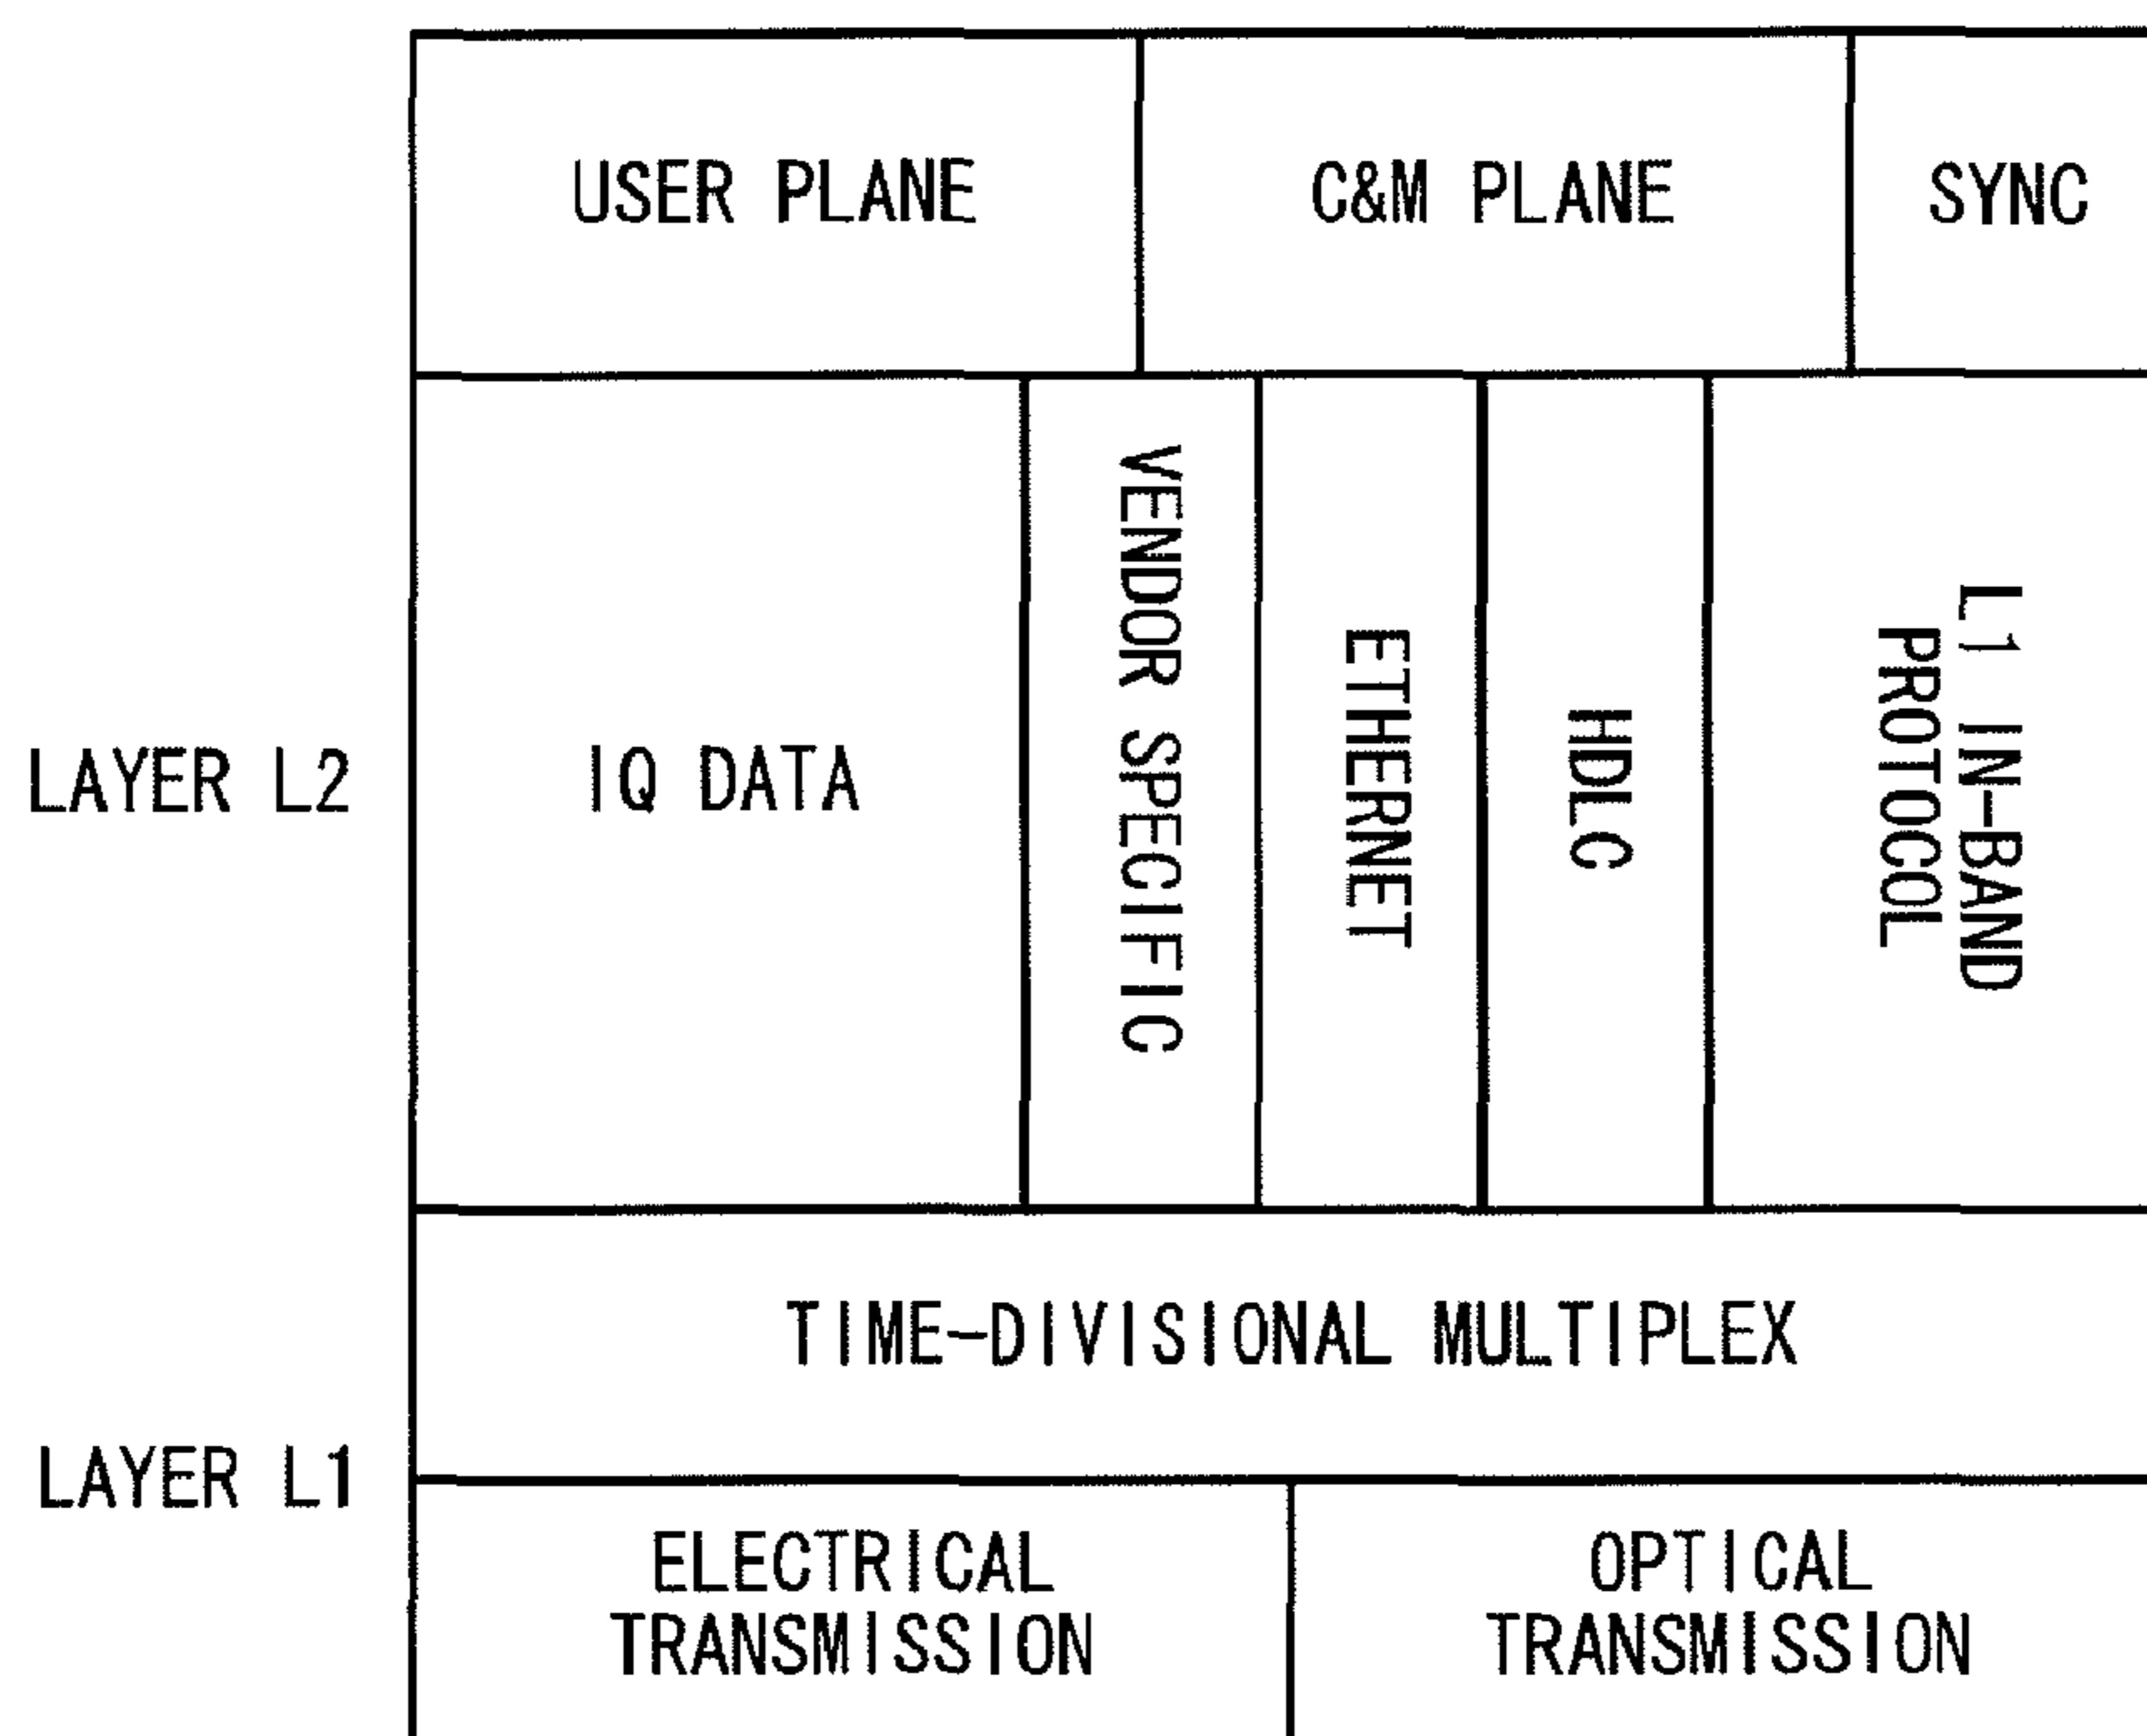 USER PLANE
C&M PLANE
SYNC
LAYER L2
IQ DATA
VENDOR SPECIFIC
ETHERNET
HDLC
L1 IN-BAND
PROTOCOL
TIME-DIVISIONAL MULTIPLEX
LAYER L1
ELECTRICAL
TRANSMISSION
OPTICAL
TRANSMISSION